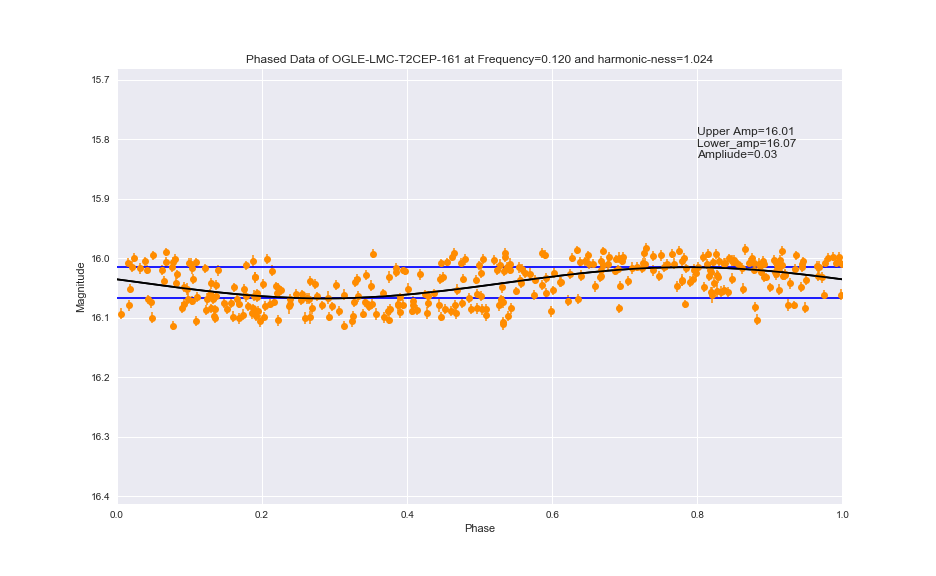 Phased Data of OGLE-LMC-T2CEP-161 at Frequency=0.120 and harmonic-ness=1.024
15.7
15.8
15.9
16.0
16.1
16.2
16.3
16.4
Magnitude
Upper Amp=16.01
Lower_amp=16.07
Ampliude=0.03
0.0
0.2
0.4
0.6
0.8
1.0
Phase